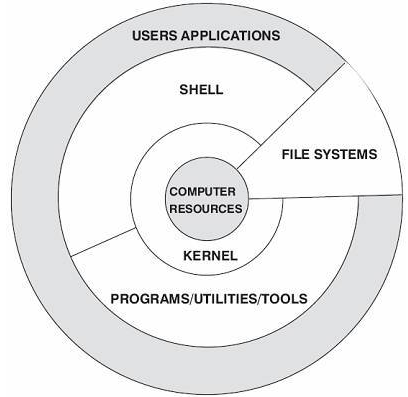 USERS APPLICATIONS
SHELL
FILE SYSTEMS
COMPUTER
RESOURCES
KERNEL
PROGRAMS/UTILITIES/TOOLS